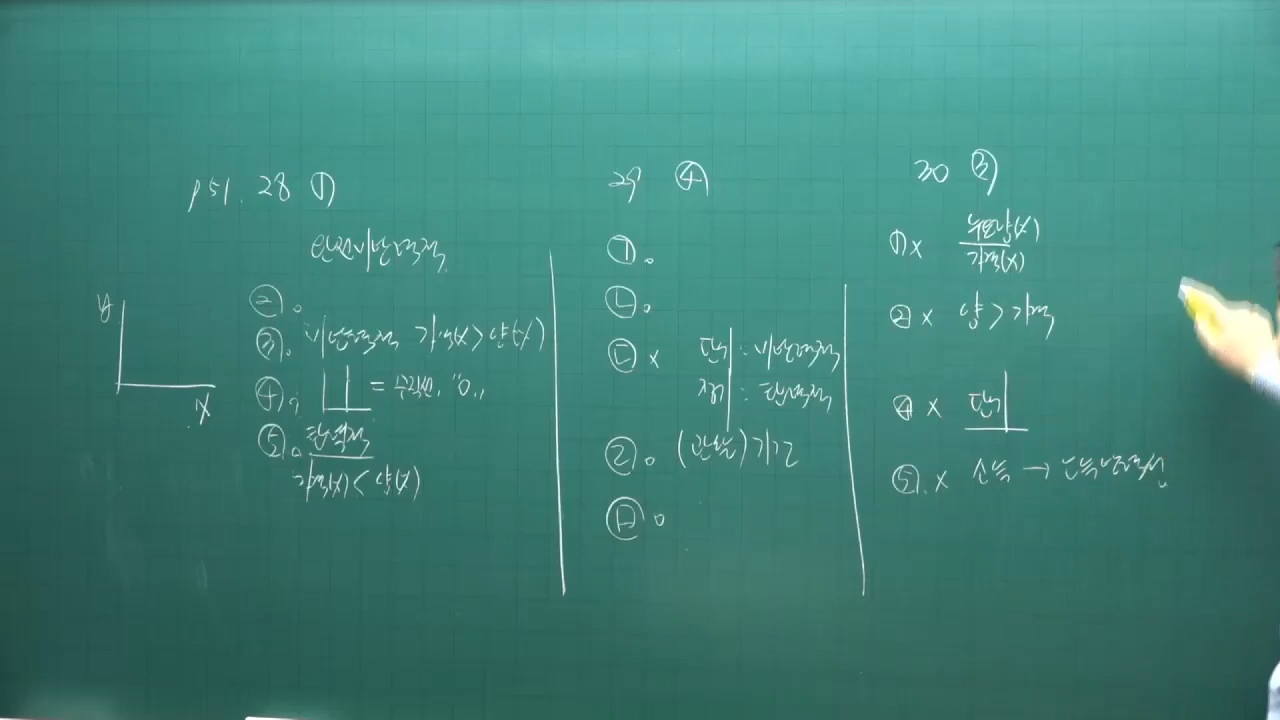 p51. 28 ①
완전비탄력적
y
x
②.○
③.○ 비탄력적 가격(%) > 양(%)
④.○ = 수직선, "0",
⑤.○ 탄력적
가격(%) < 양(%)
29 ④
㉠.○
㉡.○
㉢ × 단기 : 비탄력적
장기 : 탄력적
㉣.○ (관찰)기간
㉤ ○
30 ③
① × 수요량(%)
가격(%)
② × 양 > 가격
④ × 단기
⑤. × 소득 → 소득탄력성